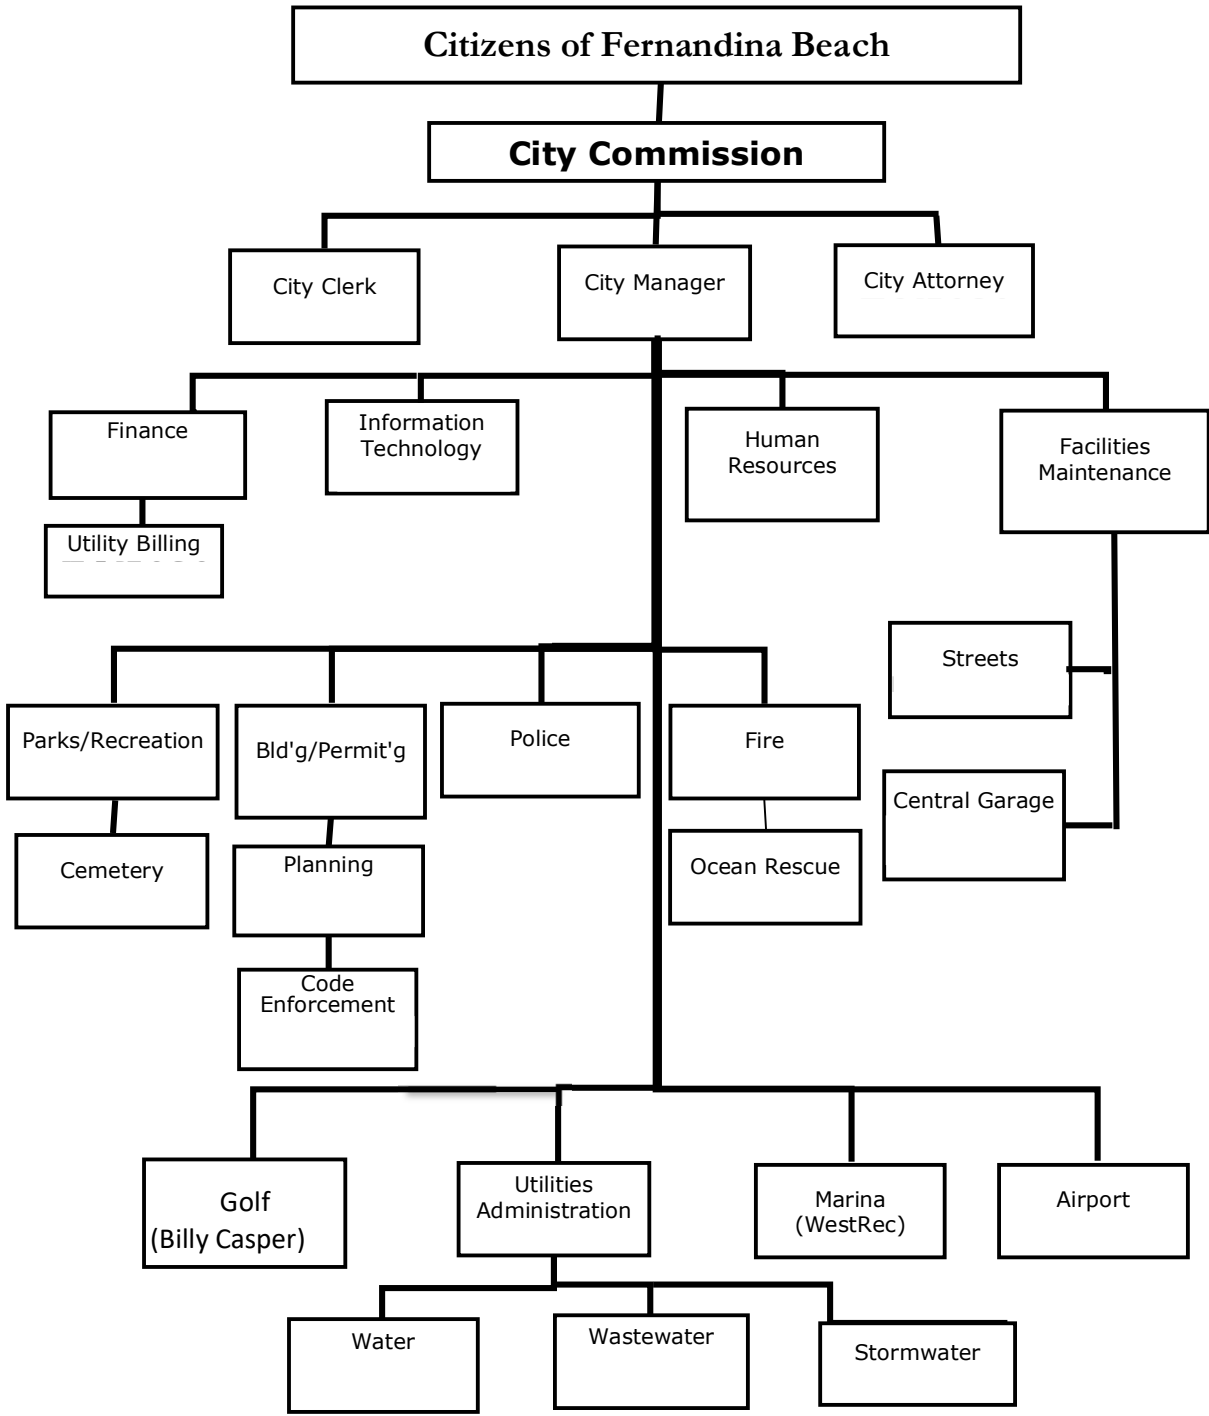 Citizens of Fernandina Beach
City Commission
City Clerk
City Manager
City Attorney
Finance
Information
Technology
Human
Resources
Facilities
Maintenance
Utility Billing
Streets
Parks/Recreation
Bld'g/Permit'g
Police
Fire
Central Garage
Cemetery
Planning
Ocean Rescue
Code
Enforcement
Golf
(Billy Casper)
Utilities
Administration
Marina
(WestRec)
Airport
Water
Wastewater
Stormwater